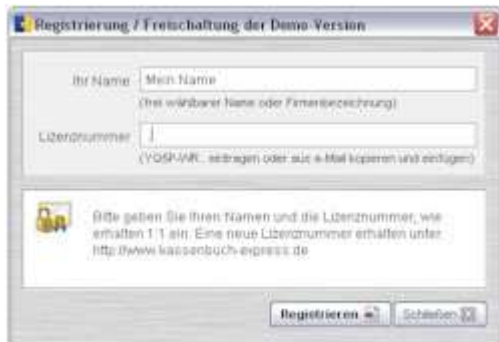 Registrierung / Freischaltung der Demo-Version
Ihr Name
Mein Name
(frei wählbarer Name oder Firmenbezeichnung)
Lizenznummer
eintragen oder aus e-Mail kopieren und einfügen)
Bitte geben Sie Ihren Namen und die Lizenznummer, wie
erhalten 1:1 ein. Eine neue Lizenznummer erhalten unter
http://www.kassenbuch-express.de
Registrieren
Schließen